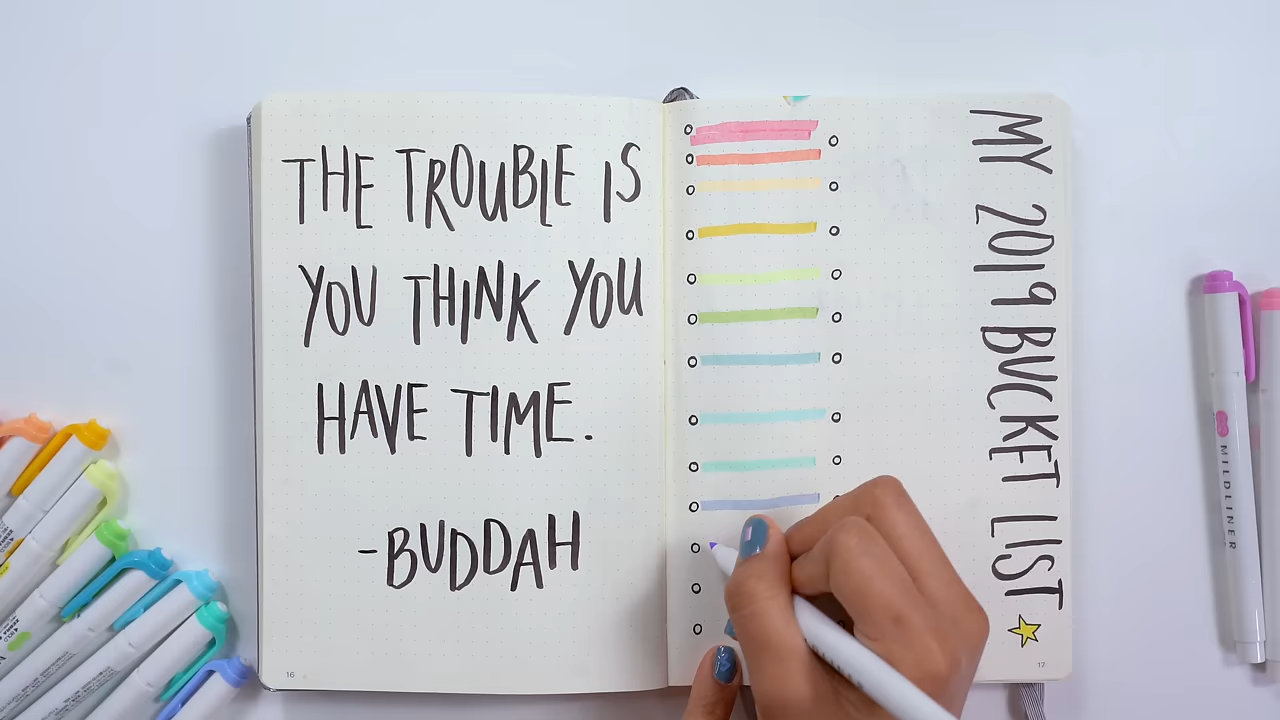 THE TROUBLE IS
YOU THINK YOU
HAVE TIME.
-BUDDAH
16
MY 2019 BUCKET LIST
17
MILDLINER